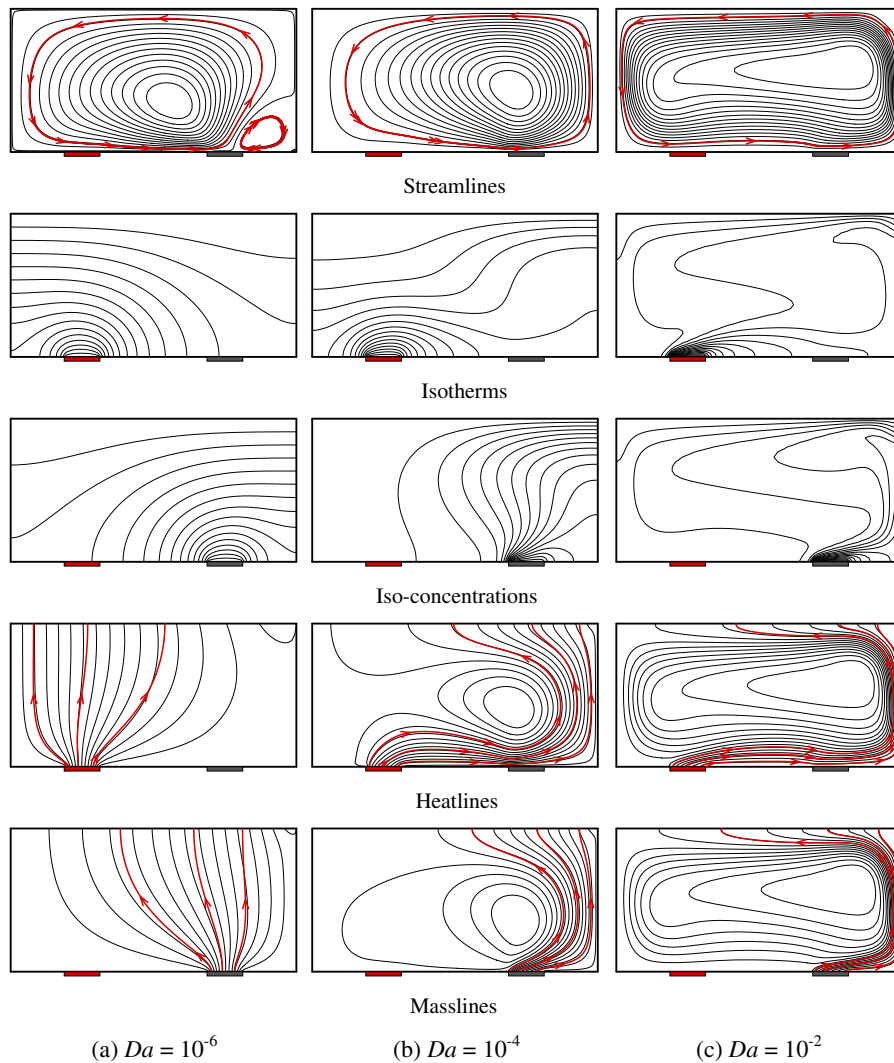 Streamlines
Isotherms
Iso-concentrations
Heatlines
Masslines
(a) Da = 10⁻⁶ (b) Da = 10⁻⁴ (c) Da = 10⁻²